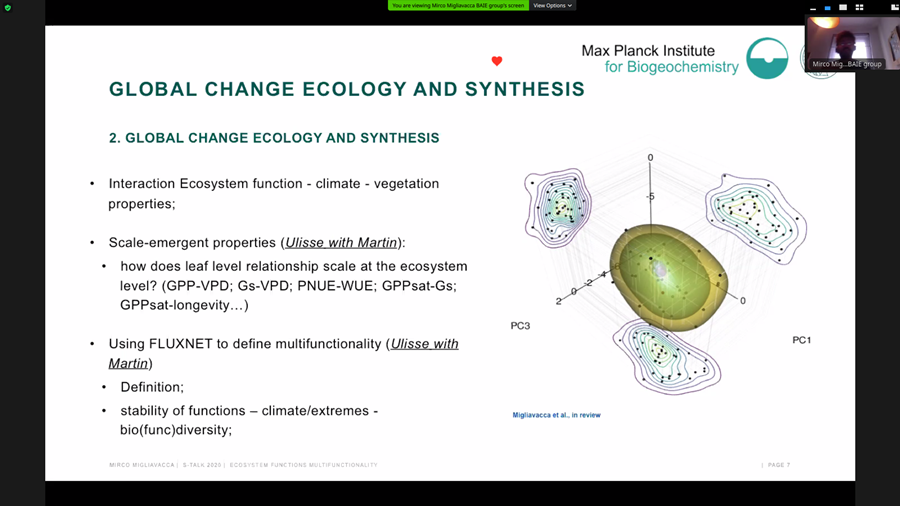 You are viewing Mirco Migliavacca BAIE group's screen
View Options
Max Planck Institute
for Biogeochemistry
Mirco Mig...BAIE group
GLOBAL CHANGE ECOLOGY AND SYNTHESIS
2. GLOBAL CHANGE ECOLOGY AND SYNTHESIS
• Interaction Ecosystem function - climate - vegetation
properties;
• Scale-emergent properties (Ulisse with Martin):
• how does leaf level relationship scale at the ecosystem
level? (GPP-VPD; Gs-VPD; PNUE-WUE; GPPsat-Gs;
GPPsat-longevity…)
• Using FLUXNET to define multifunctionality (Ulisse with
Martin)
• Definition;
• stability of functions – climate/extremes -
bio(func)diversity;
0
-5
-4
-2
0
2
0
PC3
PC1
Migliavacca et al., in review
MIRCO MIGLIAVACCA | S-TALK 2020 | ECOSYSTEM FUNCTIONS MULTIFUNCTIONALITY
| PAGE 7